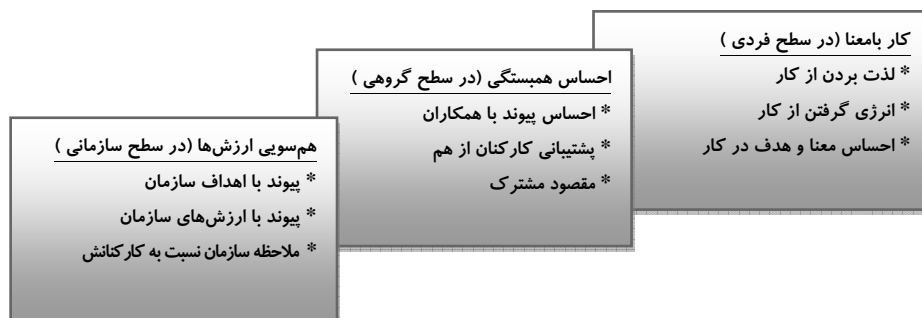 کار بامعنا (در سطح فردی )
* لذت بردن از کار
* انرژی گرفتن از کار
* احساس معنا و هدف در کار
احساس همبستگی (در سطح گروهی )
* احساس پیوند با همکاران
* پشتیبانی کارکنان از هم
* مقصود مشترک
هم‌سویی ارزش‌ها (در سطح سازمانی )
* پیوند با اهداف سازمان
* پیوند با ارزش‌های سازمان
* ملاحظه سازمان نسبت به کارکنانش